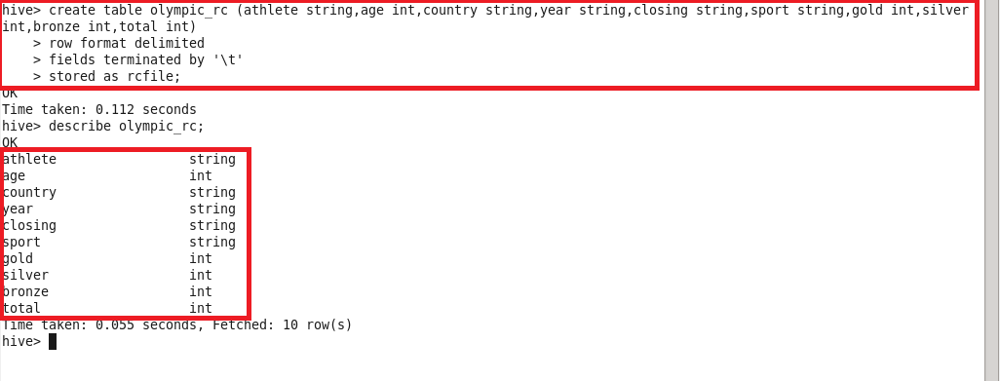 hive> create table olympic_rc (athlete string,age int,country string,year string,closing string,sport string,gold int,silver
int,bronze int,total int)
    > row format delimited
    > fields terminated by '\t'
    > stored as rcfile;
OK
Time taken: 0.112 seconds
hive> describe olympic_rc;
OK
athlete                 string
age                     int
country                 string
year                    string
closing                 string
sport                   string
gold                    int
silver                  int
bronze                  int
total                   int
Time taken: 0.055 seconds, Fetched: 10 row(s)
hive>